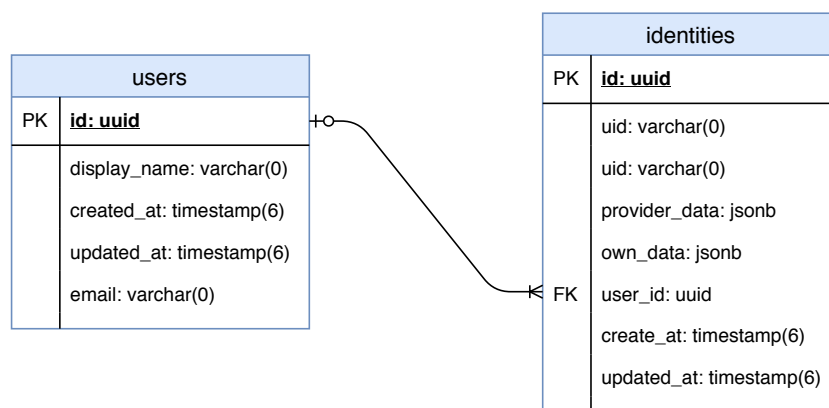 users
PK id: uuid
display_name: varchar(0)
created_at: timestamp(6)
updated_at: timestamp(6)
email: varchar(0)
identities
PK id: uuid
uid: varchar(0)
uid: varchar(0)
provider_data: jsonb
own_data: jsonb
FK user_id: uuid
create_at: timestamp(6)
updated_at: timestamp(6)